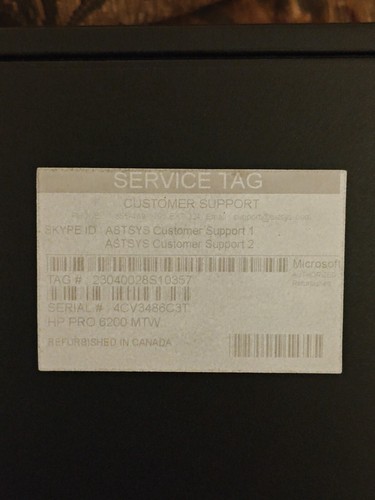 SERVICE TAG
CUSTOMER SUPPORT
SKYPE ID : ASTSYS Customer Support 1
ASTSYS Customer Support 2
Microsoft
TAG # : 23040028S10357
SERIAL # : 4CV3486C3T
HP PRO 6200 MTW
REFURBISHED IN CANADA